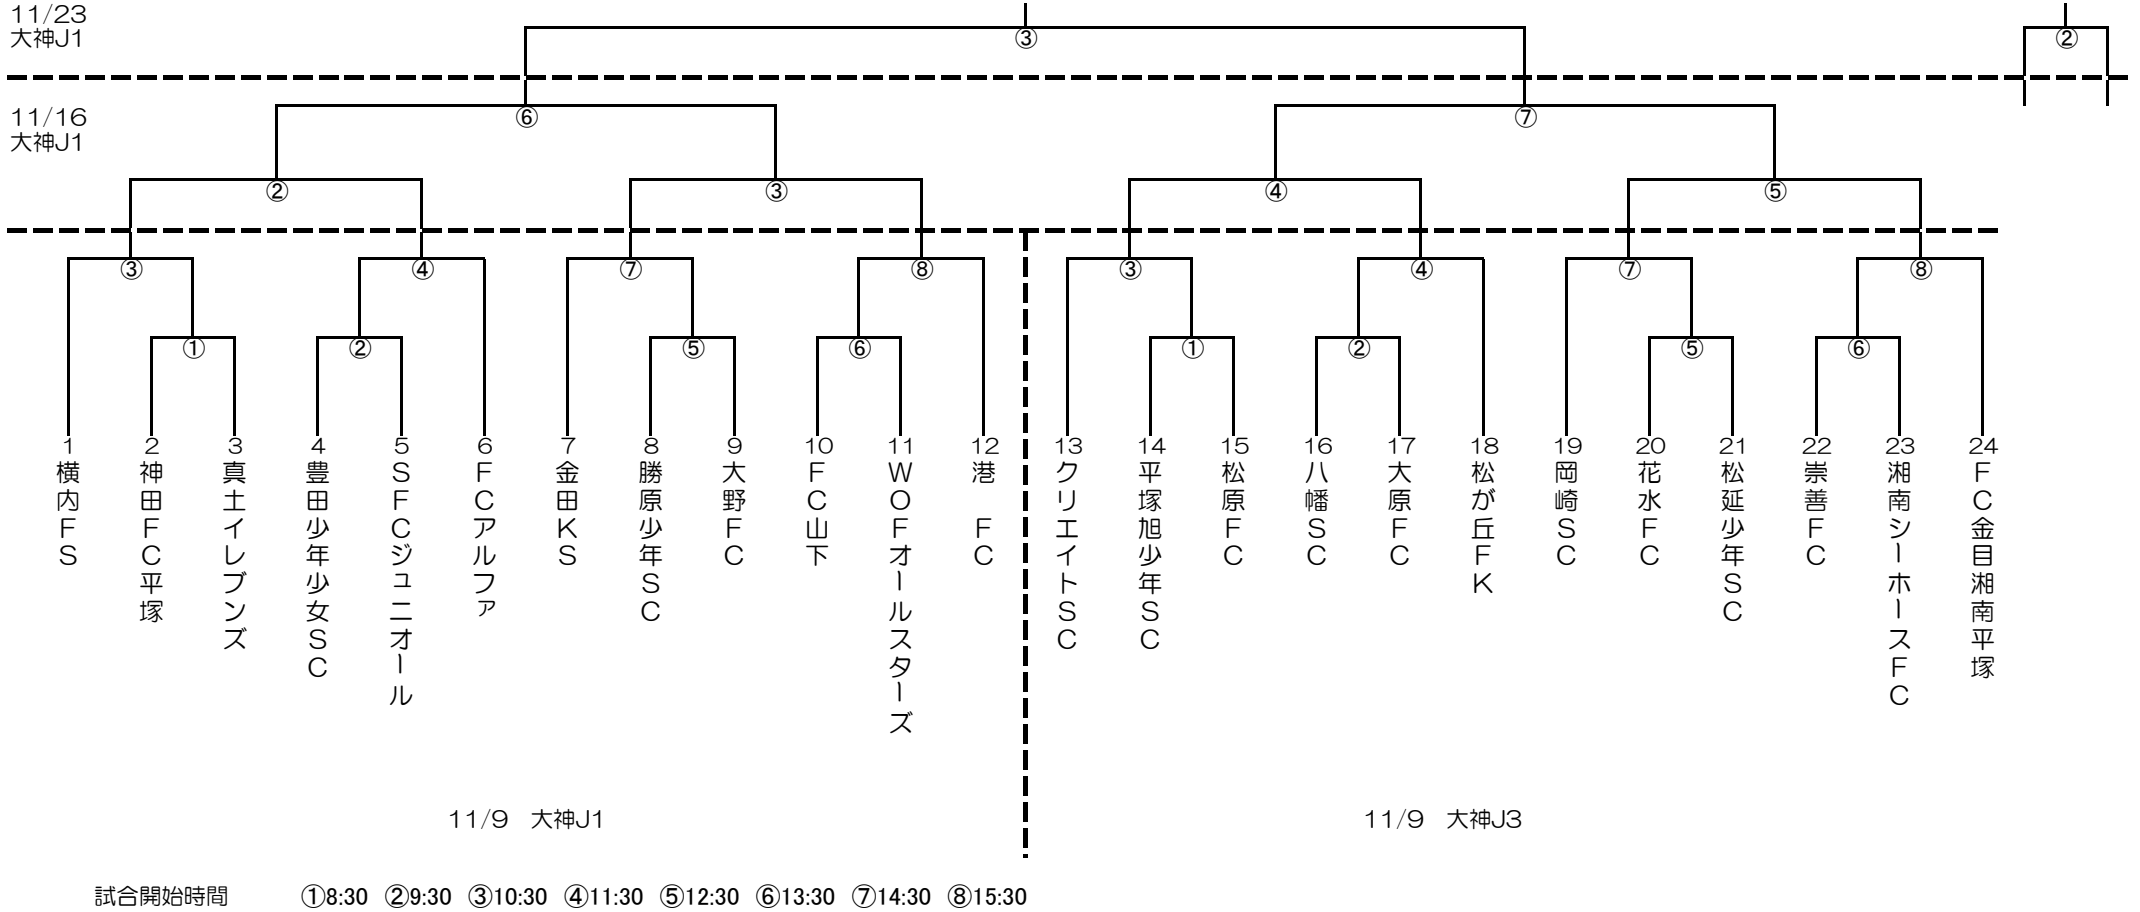 11/23
大神J1
③
②
11/16
大神J1
⑥
⑦
②
③
④
⑤
③
④
⑦
⑧
③
④
⑦
⑧
①
②
⑤
⑥
①
②
⑤
⑥
1
横内FS
2
神田FC平塚
3
真土イレブンズ
4
豊田少年少女SC
5
SFCジュニオール
6
FCアルファ
7
金田KS
8
勝原少年SC
9
大野FC
10
FC山下
11
WOFオールスターズ
12
港　FC
13
クリエイトSC
14
平塚旭少年SC
15
松原FC
16
八幡SC
17
大原FC
18
松が丘FK
19
岡崎SC
20
花水FC
21
松延少年SC
22
崇善FC
23
湘南シーホースFC
24
FC金目湘南平塚
11/9　大神J1
11/9　大神J3
試合開始時間　①8:30　②9:30　③10:30　④11:30　⑤12:30　⑥13:30　⑦14:30　⑧15:30